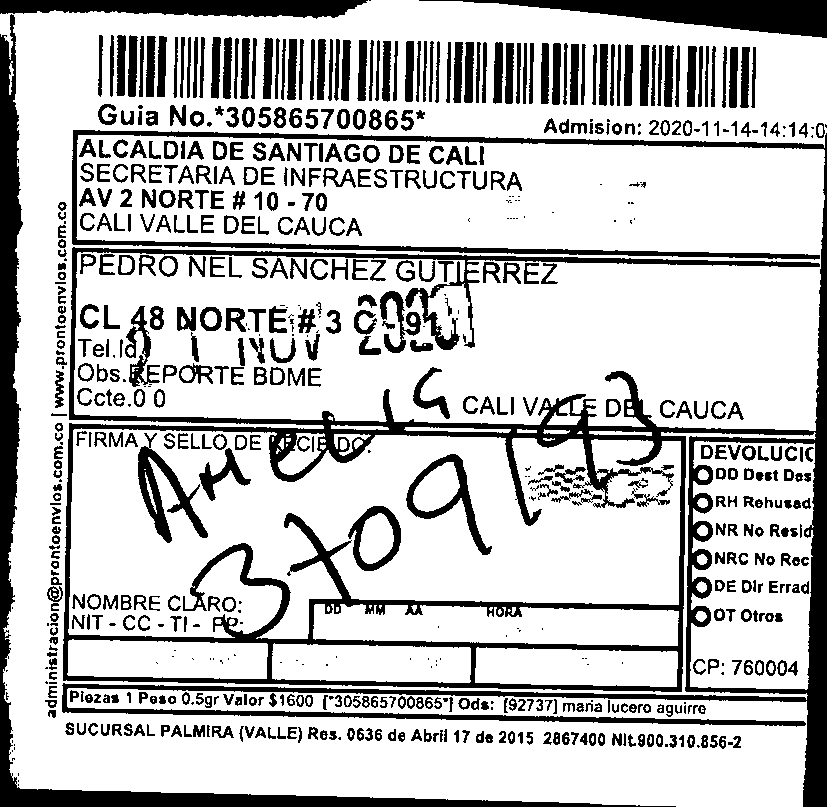 Guia No.*305865700865*
Admision: 2020-11-14-14:14:0
ALCALDIA DE SANTIAGO DE CALI
SECRETARIA DE INFRAESTRUCTURA
AV 2 NORTE # 10 - 70
CALI VALLE DEL CAUCA
PEDRO NEL SANCHEZ GUTIERREZ
CL 48 NORTE # 3 C - 91
Tel.Id
21 NOV 2020
Obs.REPORTE BDME
Ccte.0 0
CALI VALLE DEL CAUCA
FIRMA Y SELLO DE RECIBIDO:
3709193
NOMBRE CLARO:
NIT - CC - TI - PP:
DD MM AA HORA
DEVOLUCIO
DD Dest Des
RH Rehusad
NR No Resid
NRC No Rec
DE Dir Errad
OT Otros
CP: 760004
Piezas 1 Peso 0.5gr Valor $1600 [*305865700865*] Ods: [92737] maria lucero aguirre
SUCURSAL PALMIRA (VALLE) Res. 0636 de Abril 17 de 2015 2867400 Nit.900.310.856-2
administracion@prontoenvios.com.co | www.prontoenvios.com.co